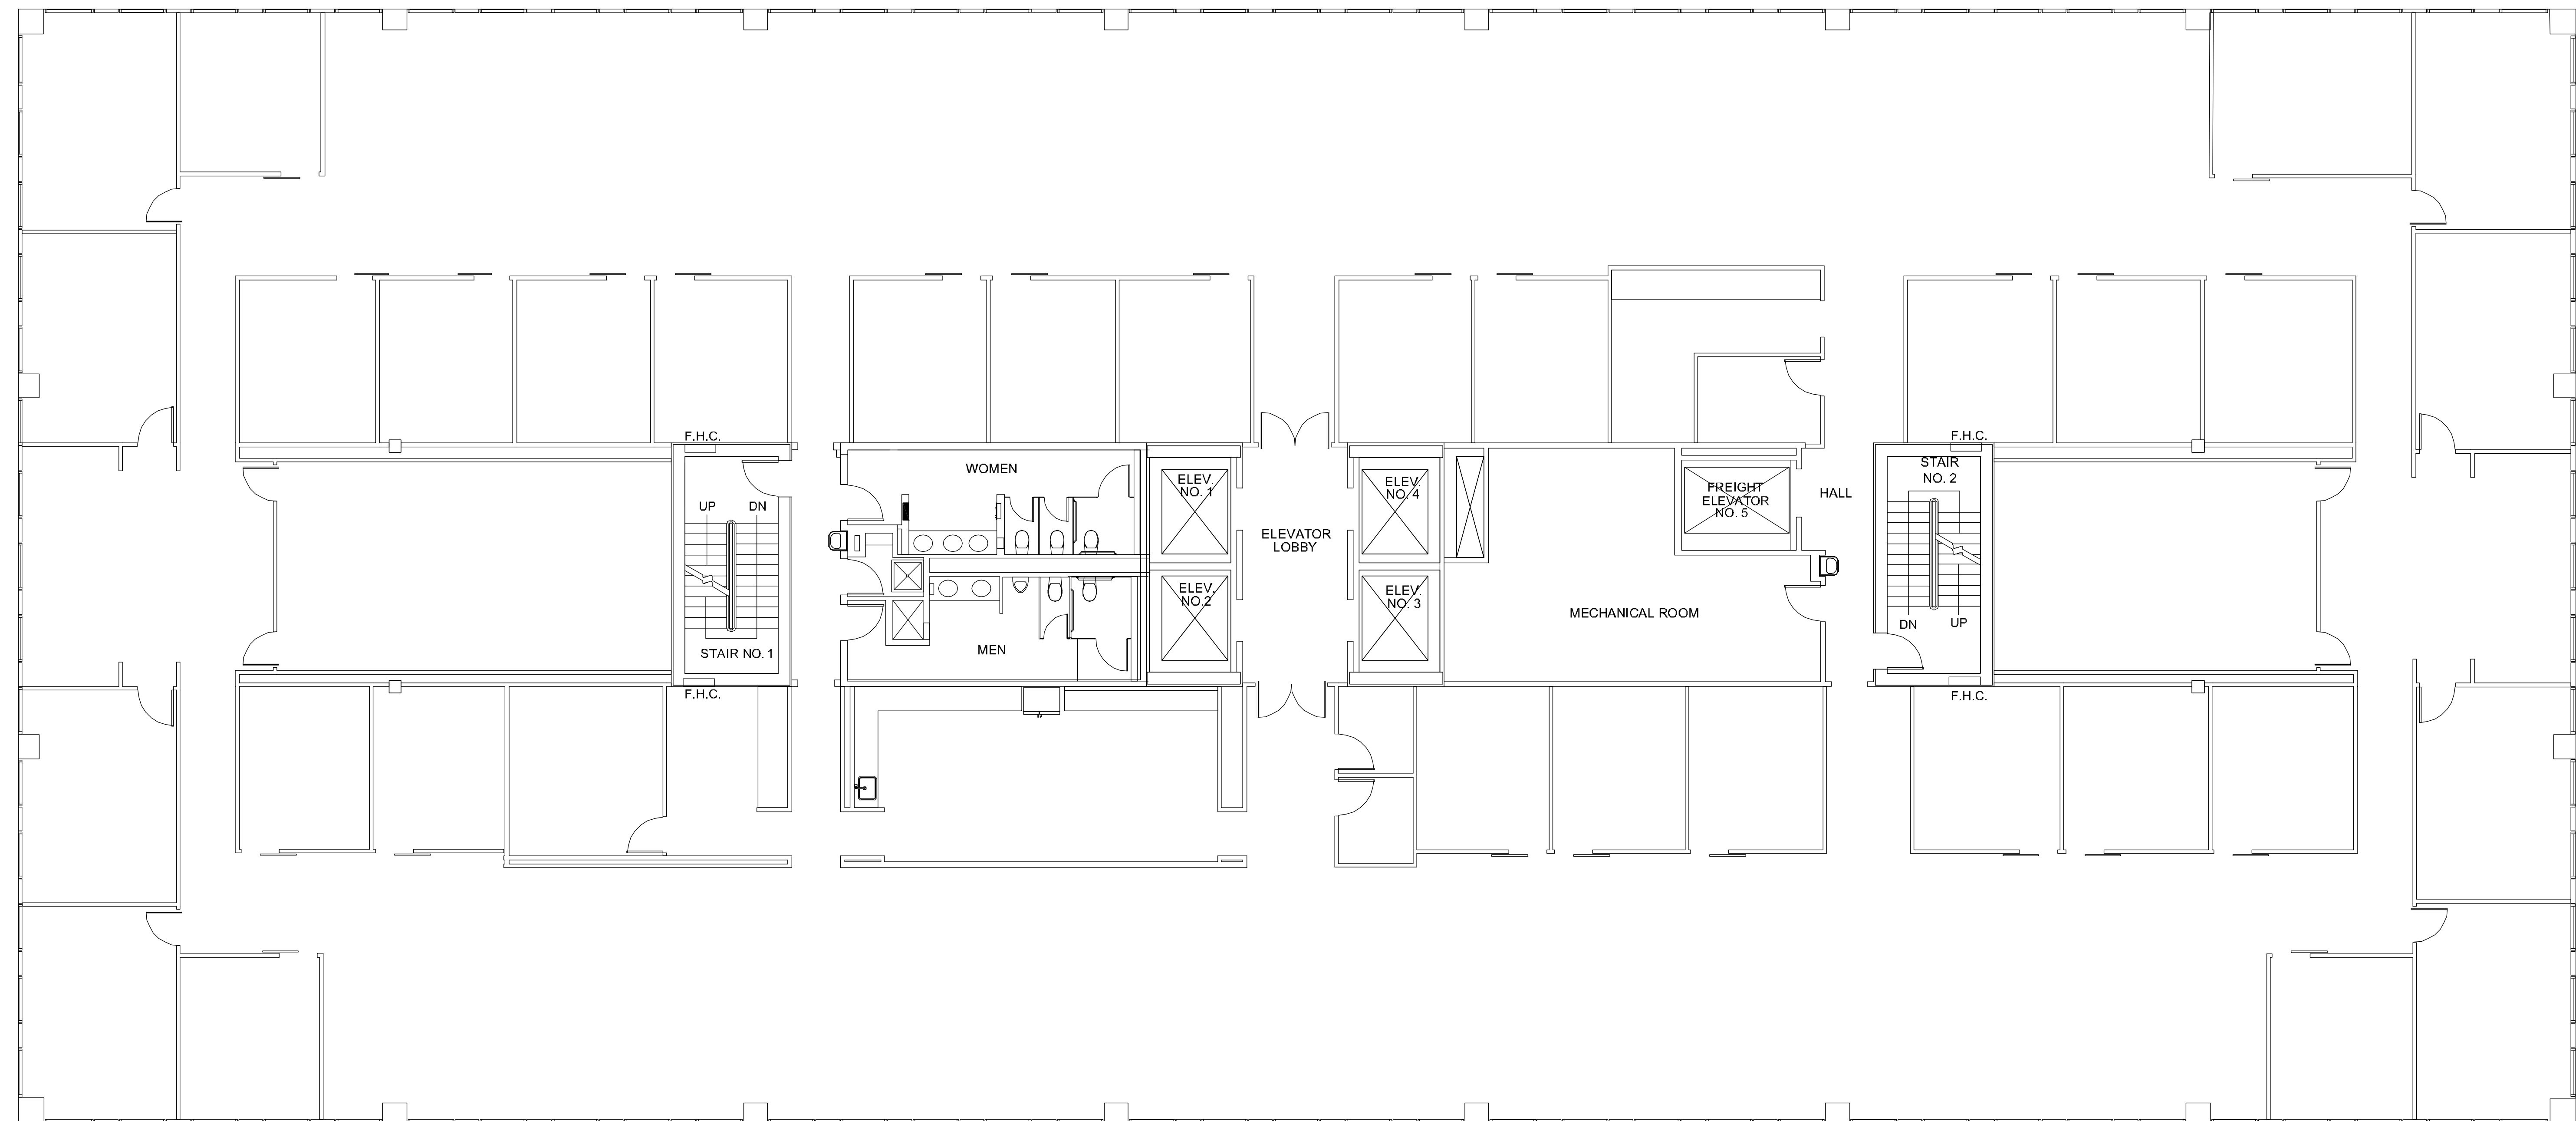 F.H.C.
F.H.C.
WOMEN
STAIR
NO. 2
ELEV.
NO. 1
ELEV.
NO. 4
FREIGHT
ELEVATOR
NO. 5
HALL
UP
DN
ELEVATOR
LOBBY
ELEV.
NO.2
ELEV.
NO. 3
MECHANICAL ROOM
DN
UP
STAIR NO. 1
MEN
F.H.C.
F.H.C.